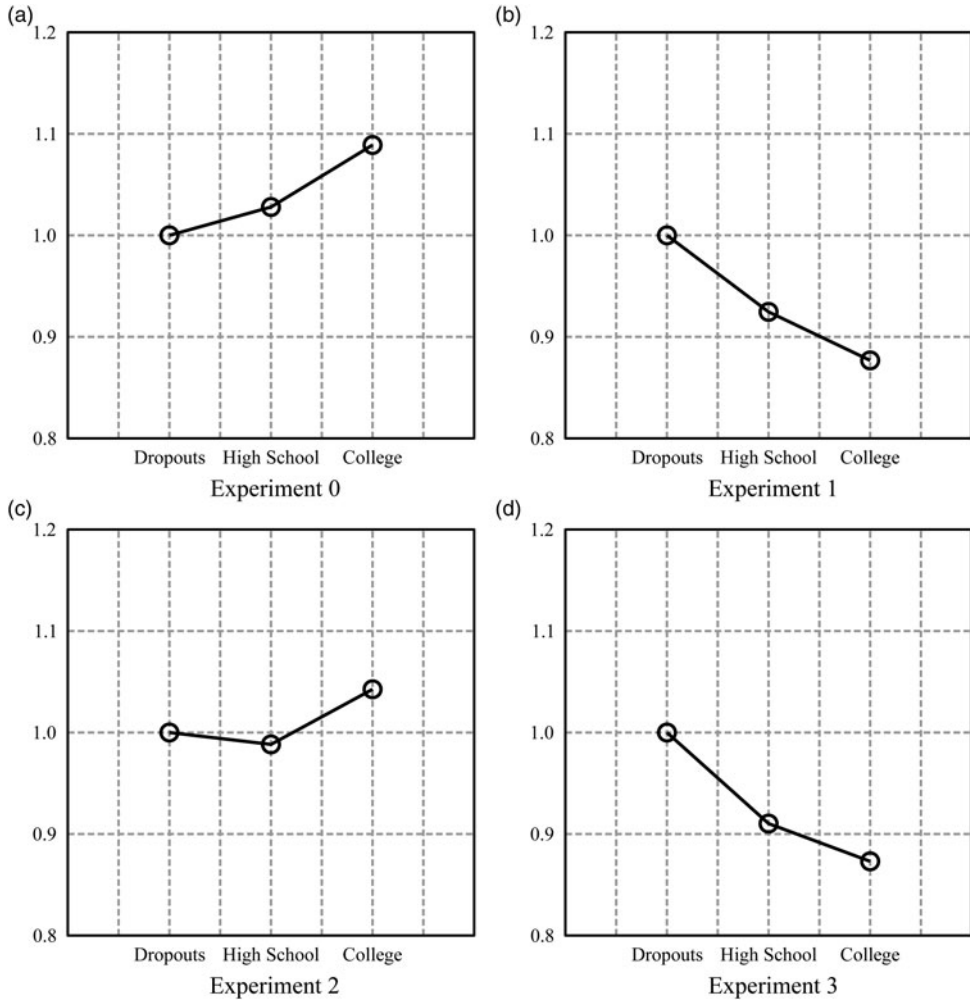 (a)
1.2
1.1
1.0
0.9
0.8
Dropouts High School College
Experiment 0
(b)
1.2
1.1
1.0
0.9
0.8
Dropouts High School College
Experiment 1
(c)
1.2
1.1
1.0
0.9
0.8
Dropouts High School College
Experiment 2
(d)
1.2
1.1
1.0
0.9
0.8
Dropouts High School College
Experiment 3